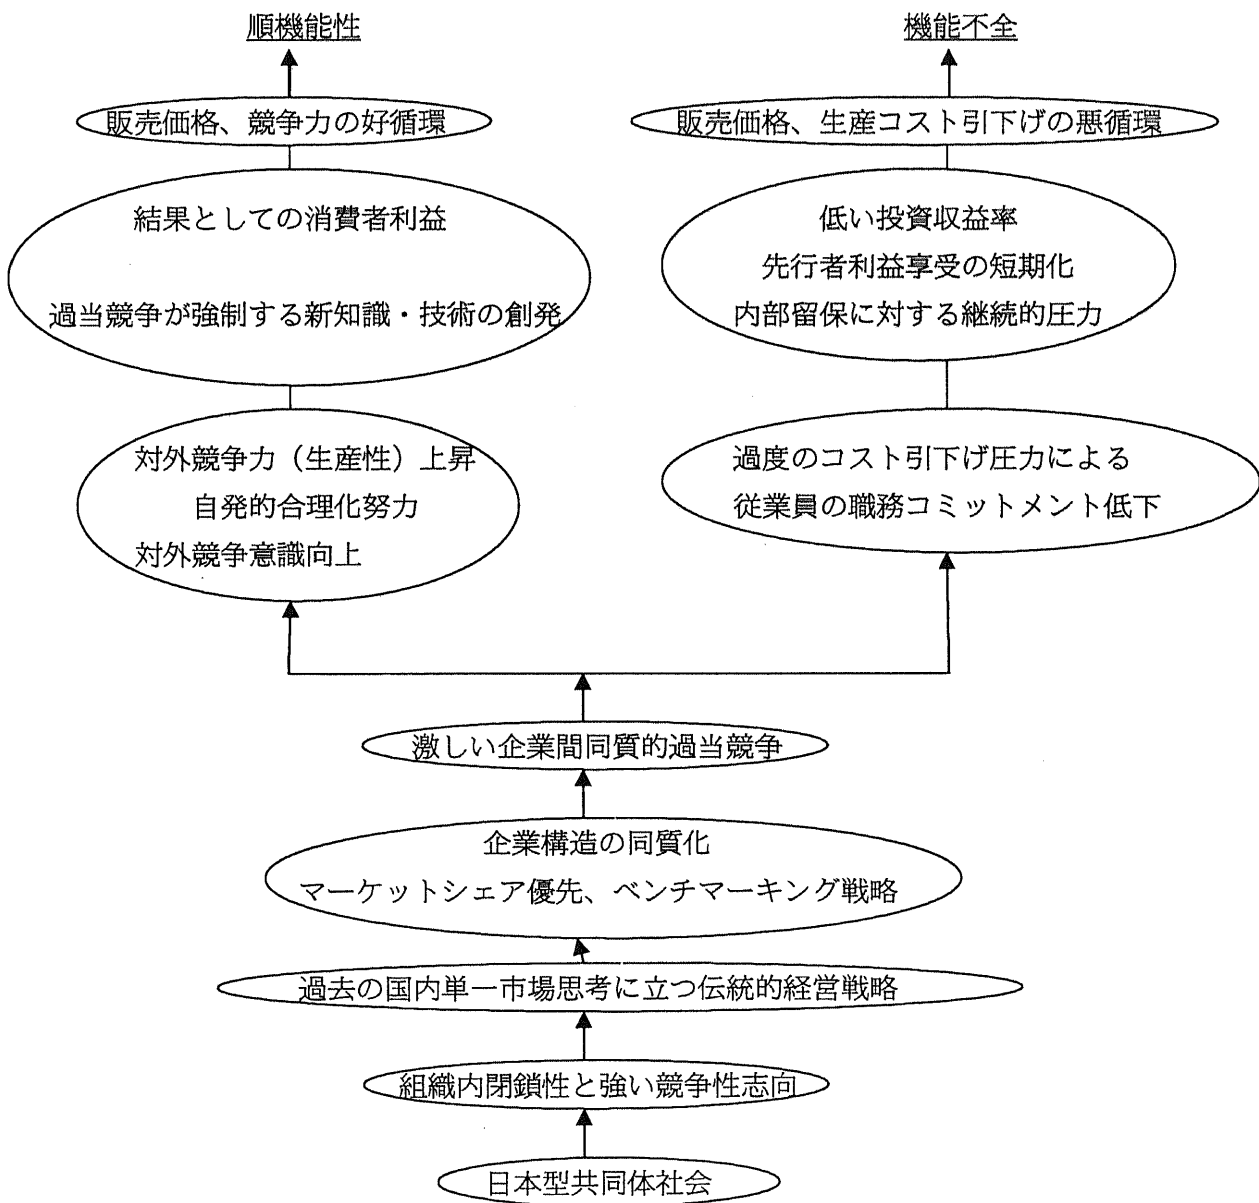 順機能性
機能不全
販売価格、競争力の好循環
販売価格、生産コスト引下げの悪循環
結果としての消費者利益
過当競争が強制する新知識・技術の創発
低い投資収益率
先行者利益享受の短期化
内部留保に対する継続的圧力
対外競争力（生産性）上昇
自発的合理化努力
対外競争意識向上
過度のコスト引下げ圧力による
従業員の職務コミットメント低下
激しい企業間同質的過当競争
企業構造の同質化
マーケットシェア優先、ベンチマーキング戦略
過去の国内単一市場思考に立つ伝統的経営戦略
組織内閉鎖性と強い競争性志向
日本型共同体社会